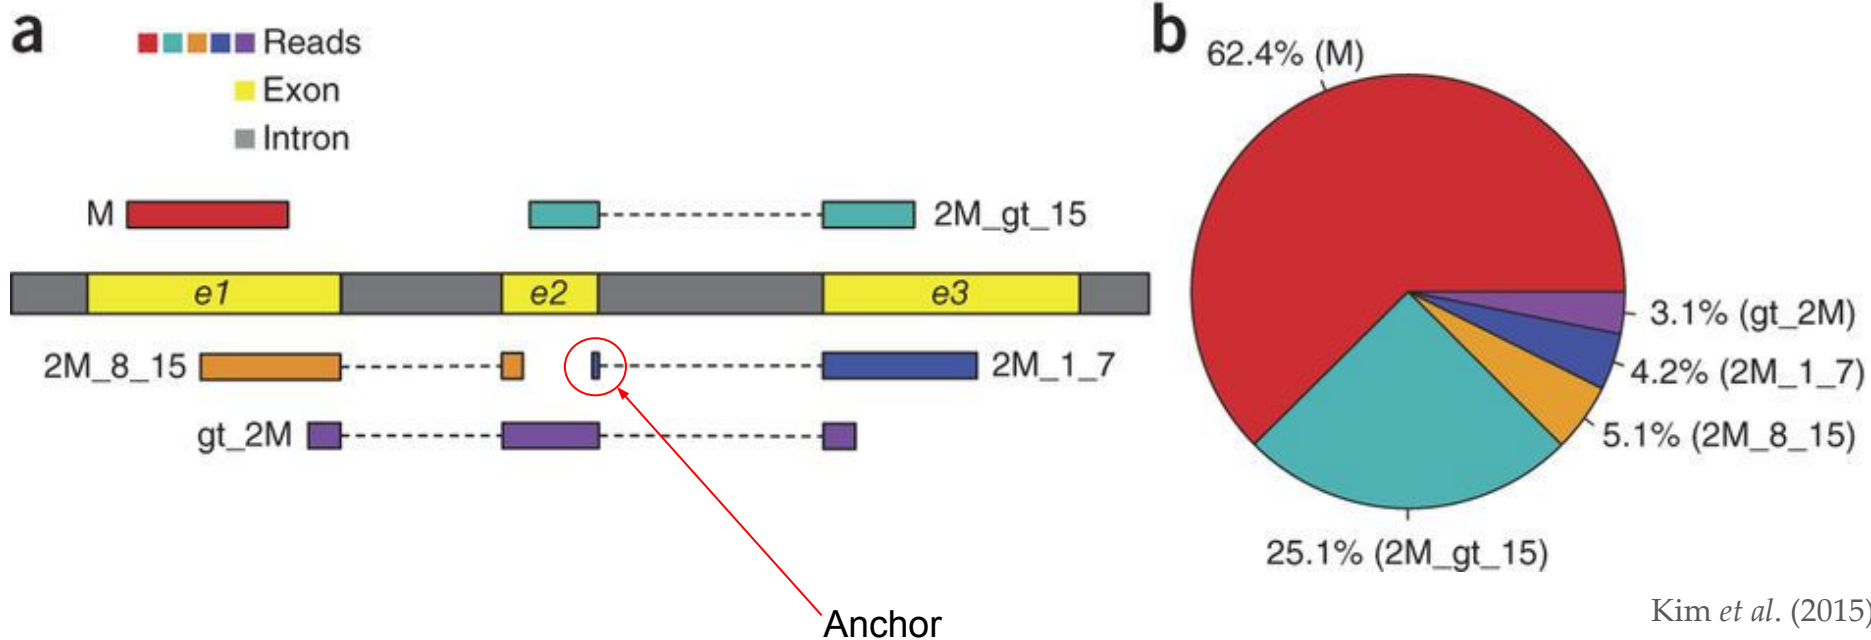 a
Reads
Exon
Intron
M
2M_gt_15
e1
e2
e3
2M_8_15
2M_1_7
gt_2M
Anchor
b
62.4% (M)
3.1% (gt_2M)
4.2% (2M_1_7)
5.1% (2M_8_15)
25.1% (2M_gt_15)
Kim et al. (2015)